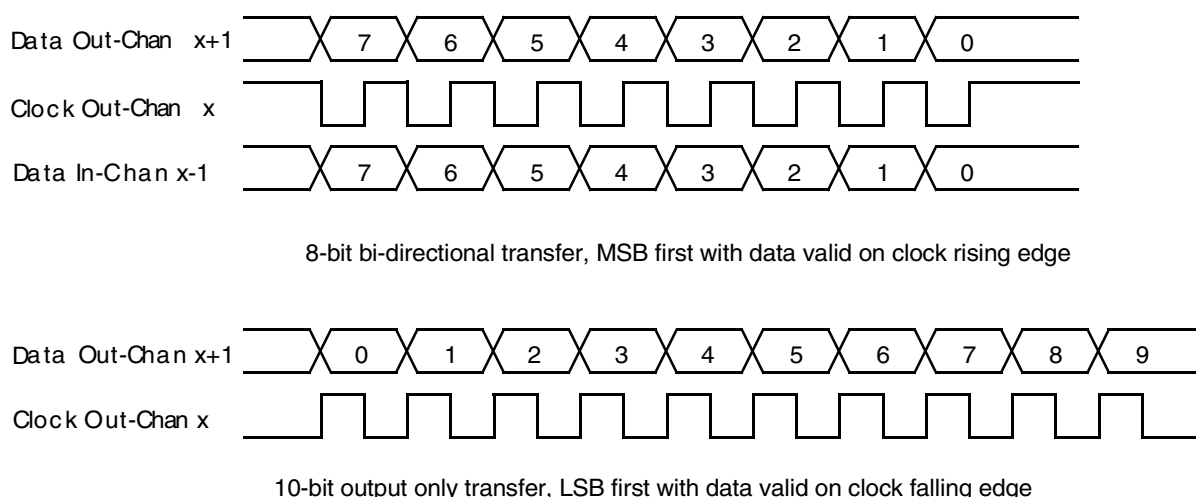 Data Out-Chan x+1 7 6 5 4 3 2 1 0
Clock Out-Chan x
Data In-Chan x-1 7 6 5 4 3 2 1 0
8-bit bi-directional transfer, MSB first with data valid on clock rising edge
Data Out-Chan x+1 0 1 2 3 4 5 6 7 8 9
Clock Out-Chan x
10-bit output only transfer, LSB first with data valid on clock falling edge